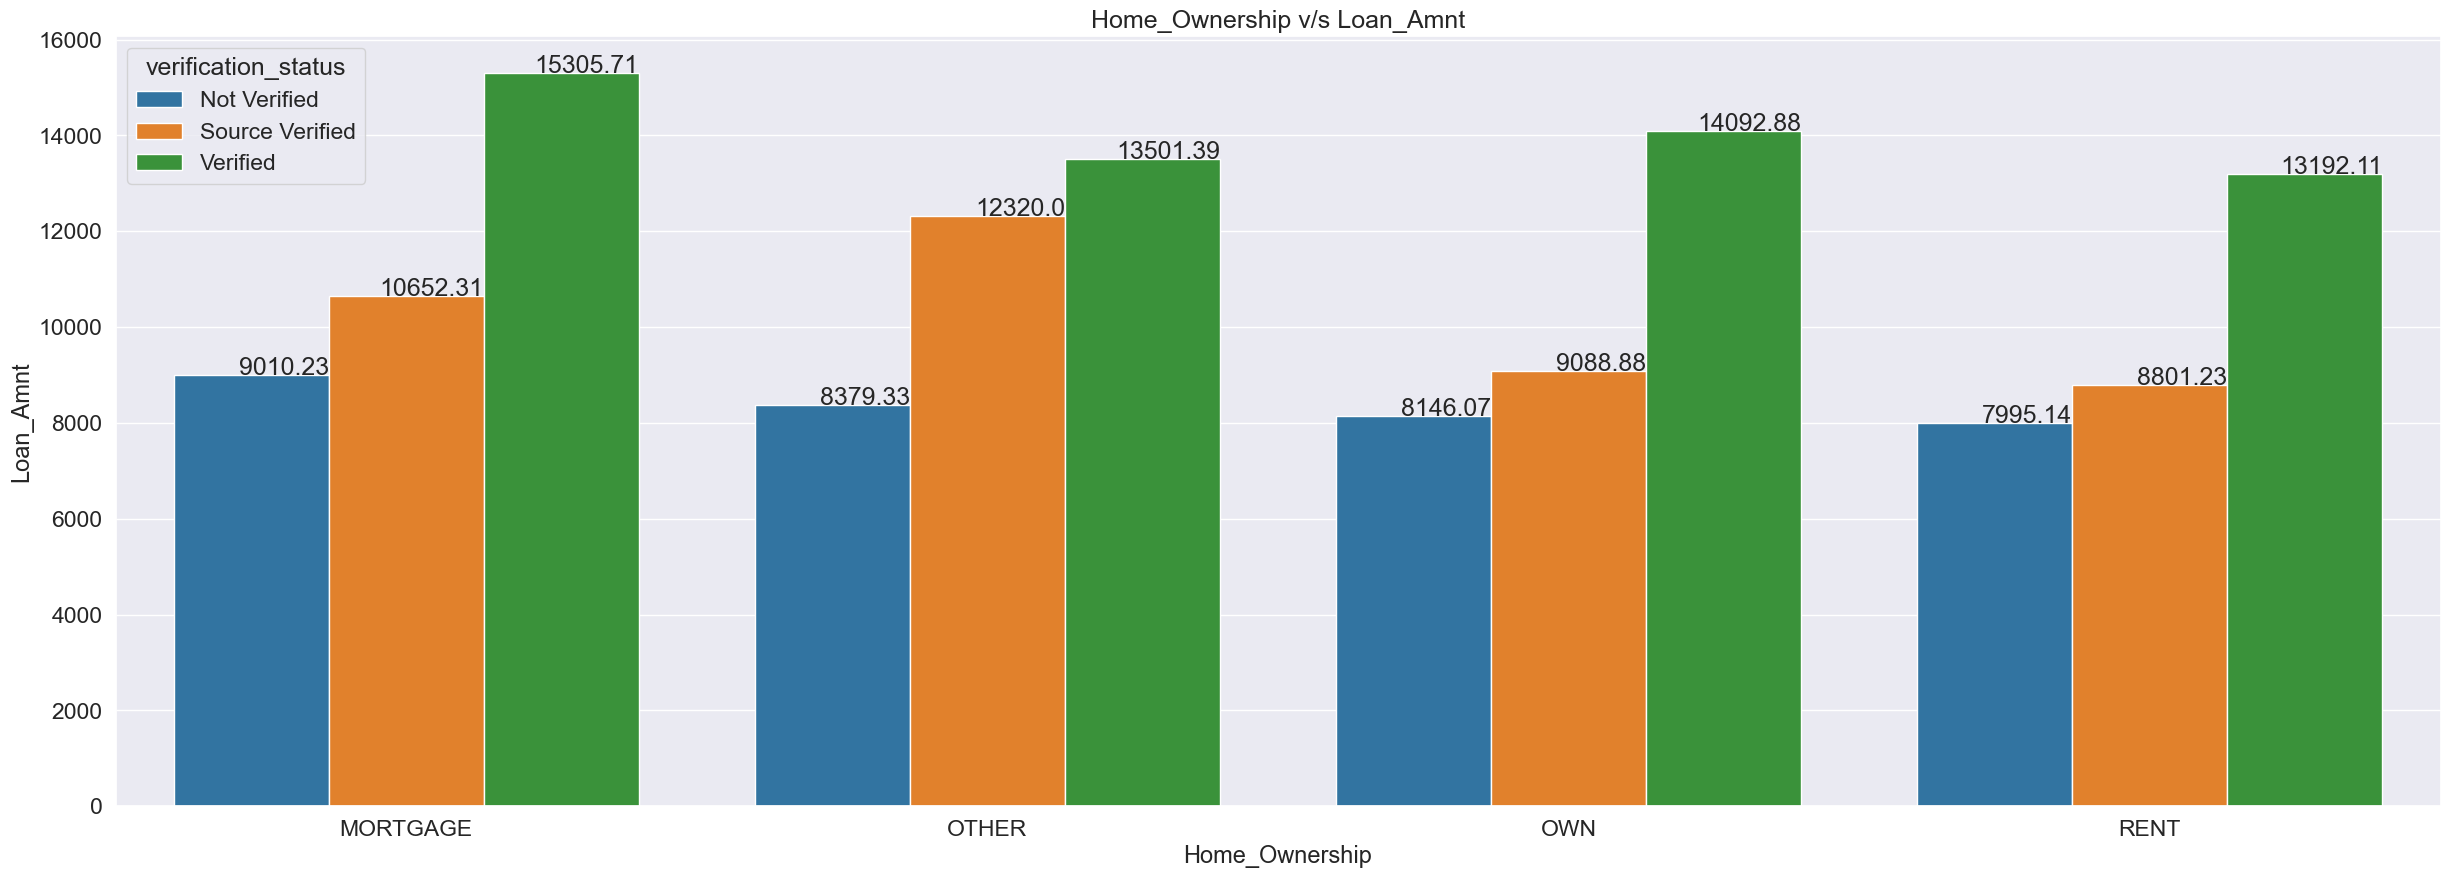 Home_Ownership v/s Loan_Amnt
16000
14000
12000
10000
8000
6000
4000
2000
0
Loan_Amnt
verification_status
Not Verified
Source Verified
Verified
9010.23
10652.31
15305.71
8379.33
12320.0
13501.39
8146.07
9088.88
14092.88
7995.14
8801.23
13192.11
MORTGAGE
OTHER
OWN
RENT
Home_Ownership